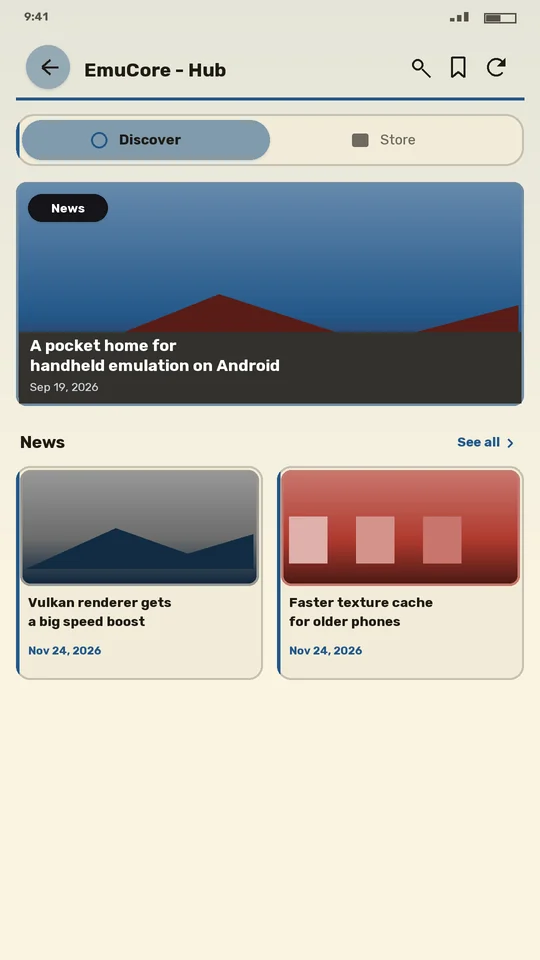 9:41
EmuCore - Hub
Discover
Store
News
A pocket home for
handheld emulation on Android
Sep 19, 2026
News
See all
Vulkan renderer gets
a big speed boost
Nov 24, 2026
Faster texture cache
for older phones
Nov 24, 2026